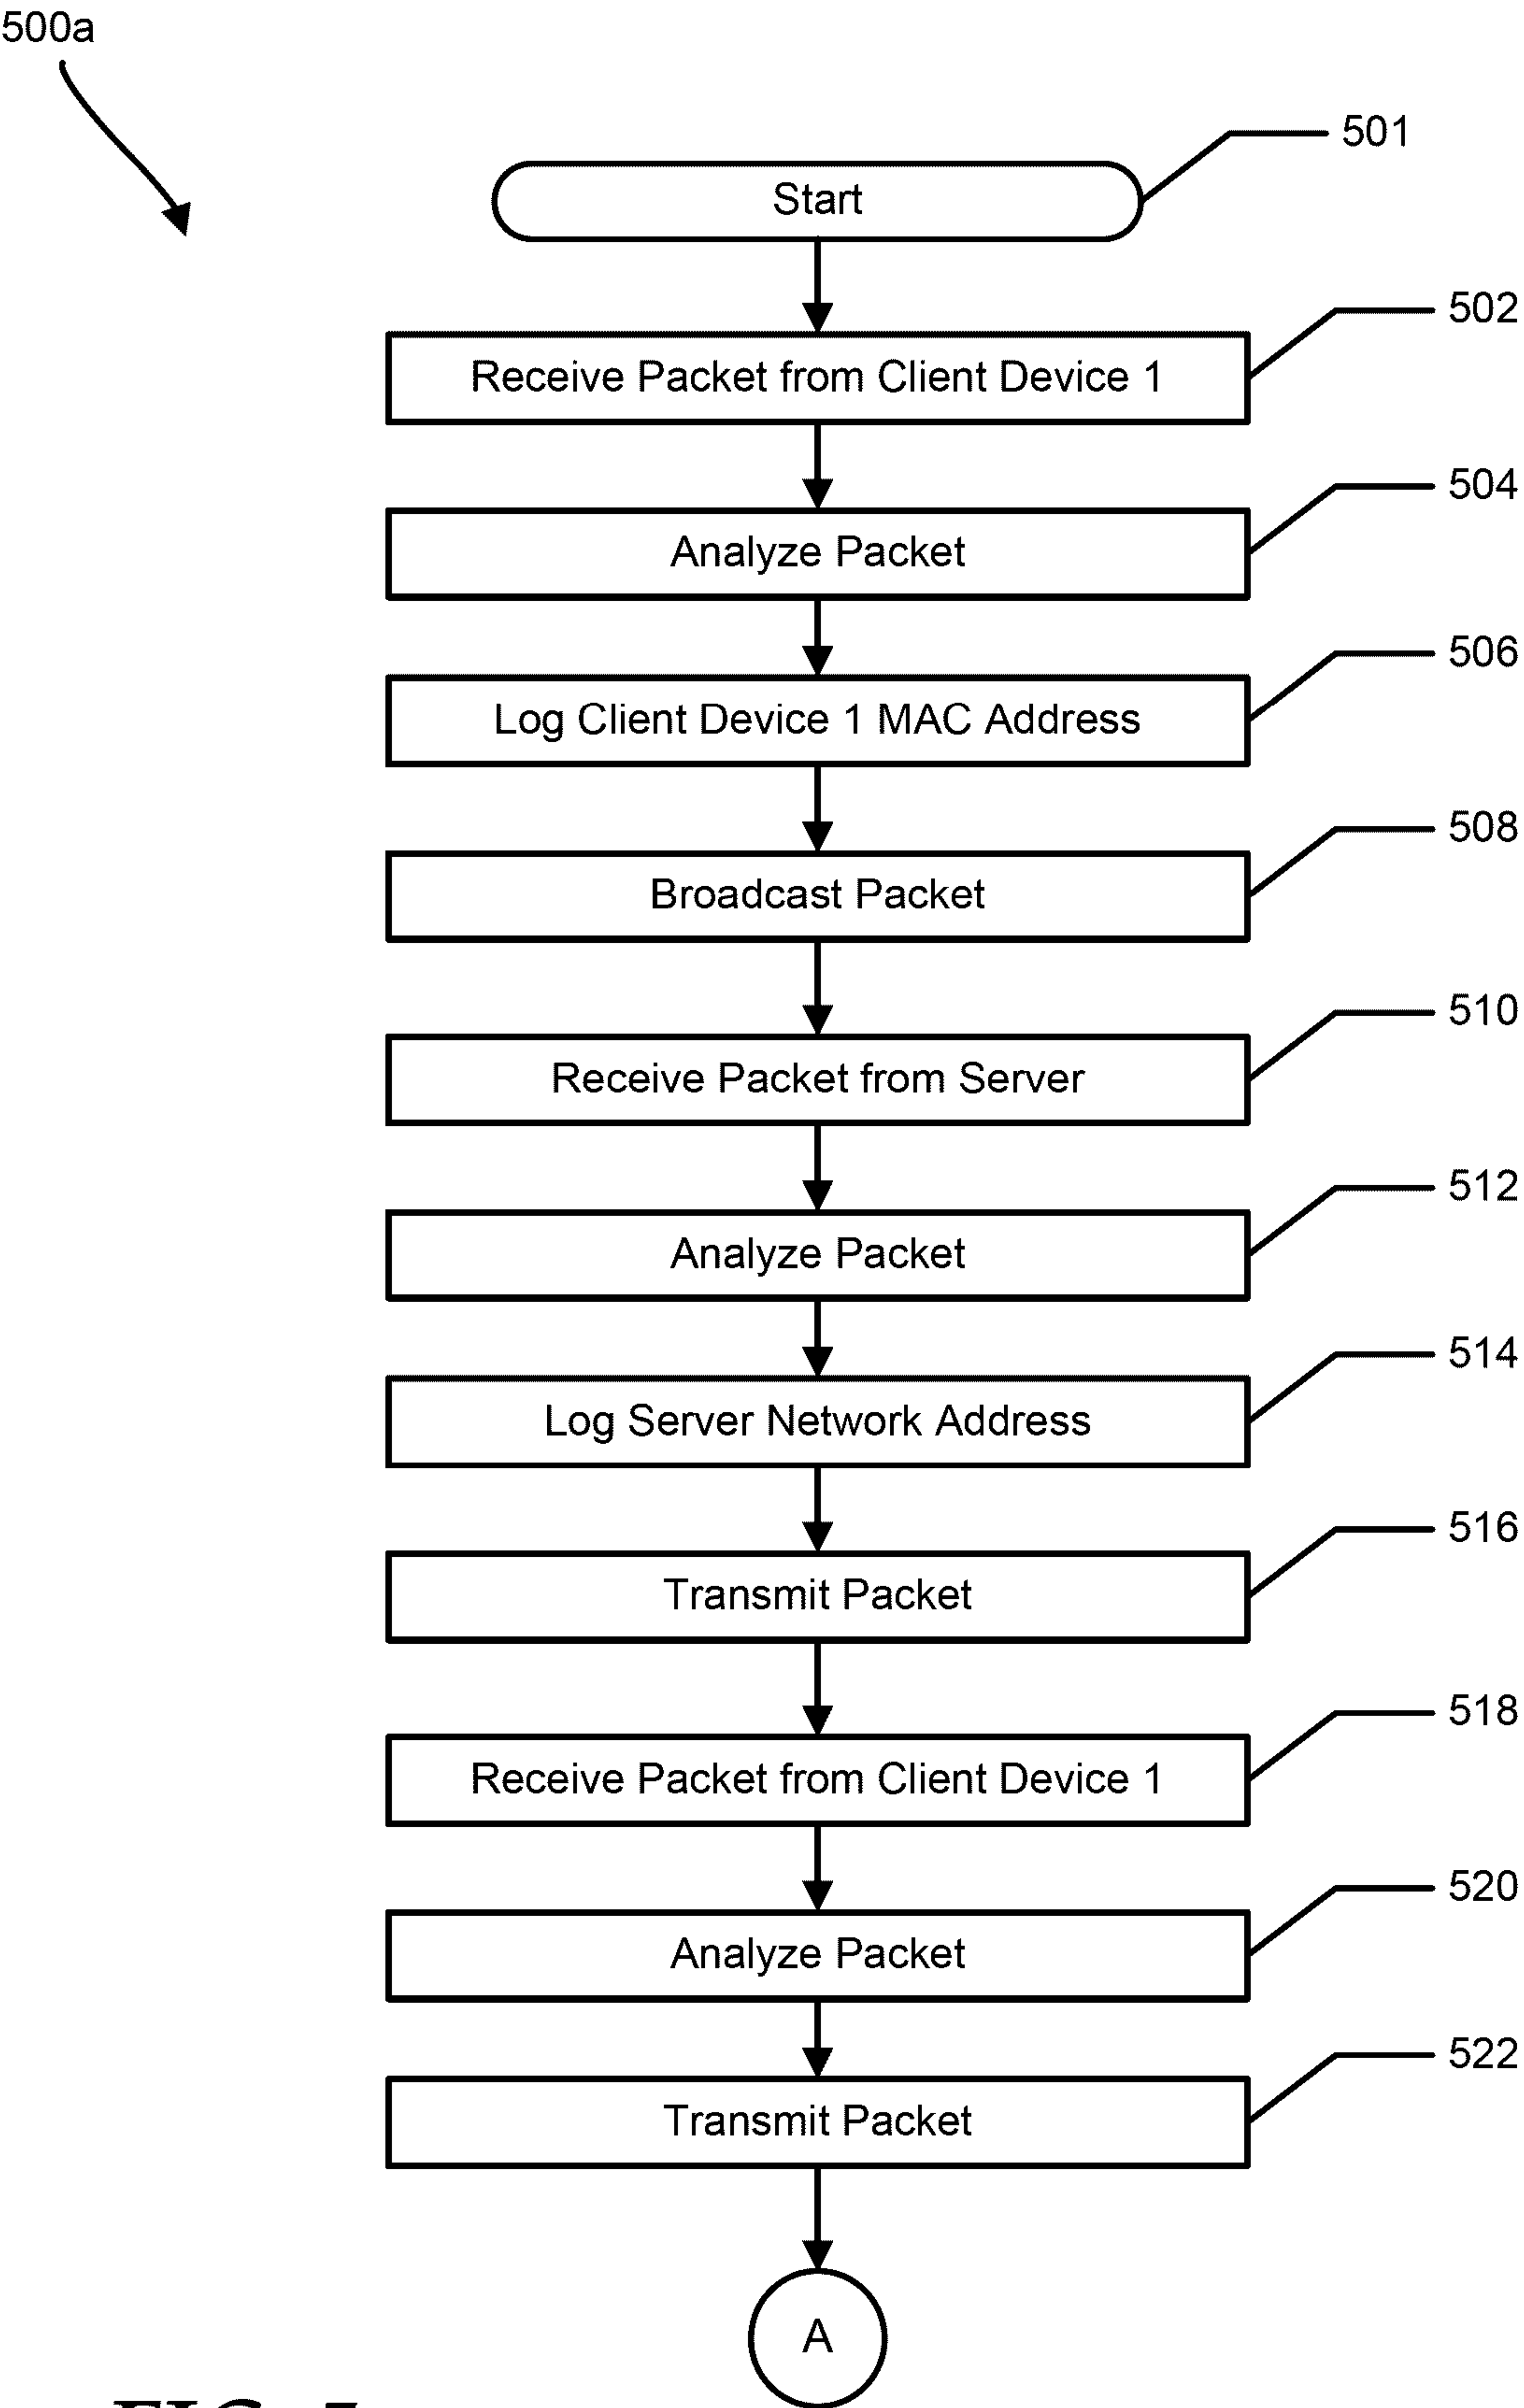 500a
501
Start
502
Receive Packet from Client Device 1
504
Analyze Packet
506
Log Client Device 1 MAC Address
508
Broadcast Packet
510
Receive Packet from Server
512
Analyze Packet
514
Log Server Network Address
516
Transmit Packet
518
Receive Packet from Client Device 1
520
Analyze Packet
522
Transmit Packet
A